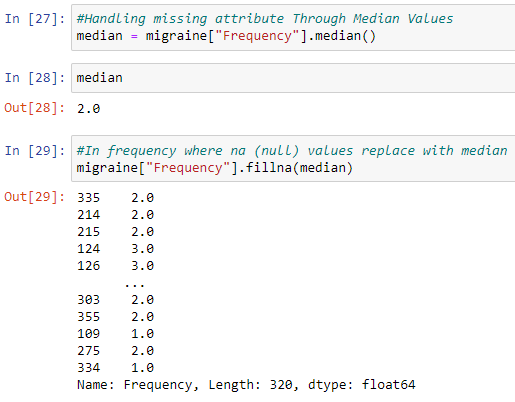 In [27]: #Handling missing attribute Through Median Values
median = migraine["Frequency"].median()
In [28]: median
Out[28]: 2.0
In [29]: #In frequency where na (null) values replace with median
migraine["Frequency"].fillna(median)
Out[29]: 335    2.0
214    2.0
215    2.0
124    3.0
126    3.0
...
303    2.0
355    2.0
109    1.0
275    2.0
334    1.0
Name: Frequency, Length: 320, dtype: float64